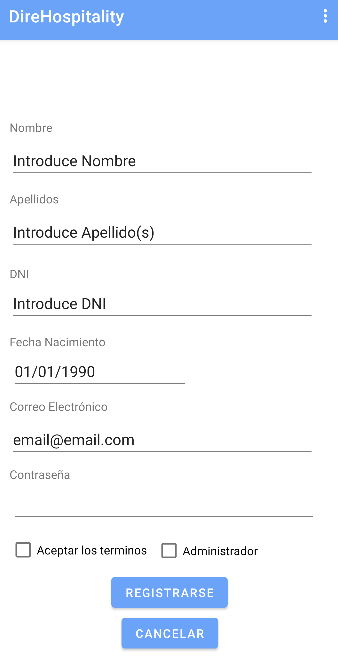 DireHospitality
Nombre
Introduce Nombre
Apellidos
Introduce Apellido(s)
DNI
Introduce DNI
Fecha Nacimiento
01/01/1990
Correo Electrónico
email@email.com
Contraseña
Aceptar los terminos Administrador
REGISTRARSE
CANCELAR